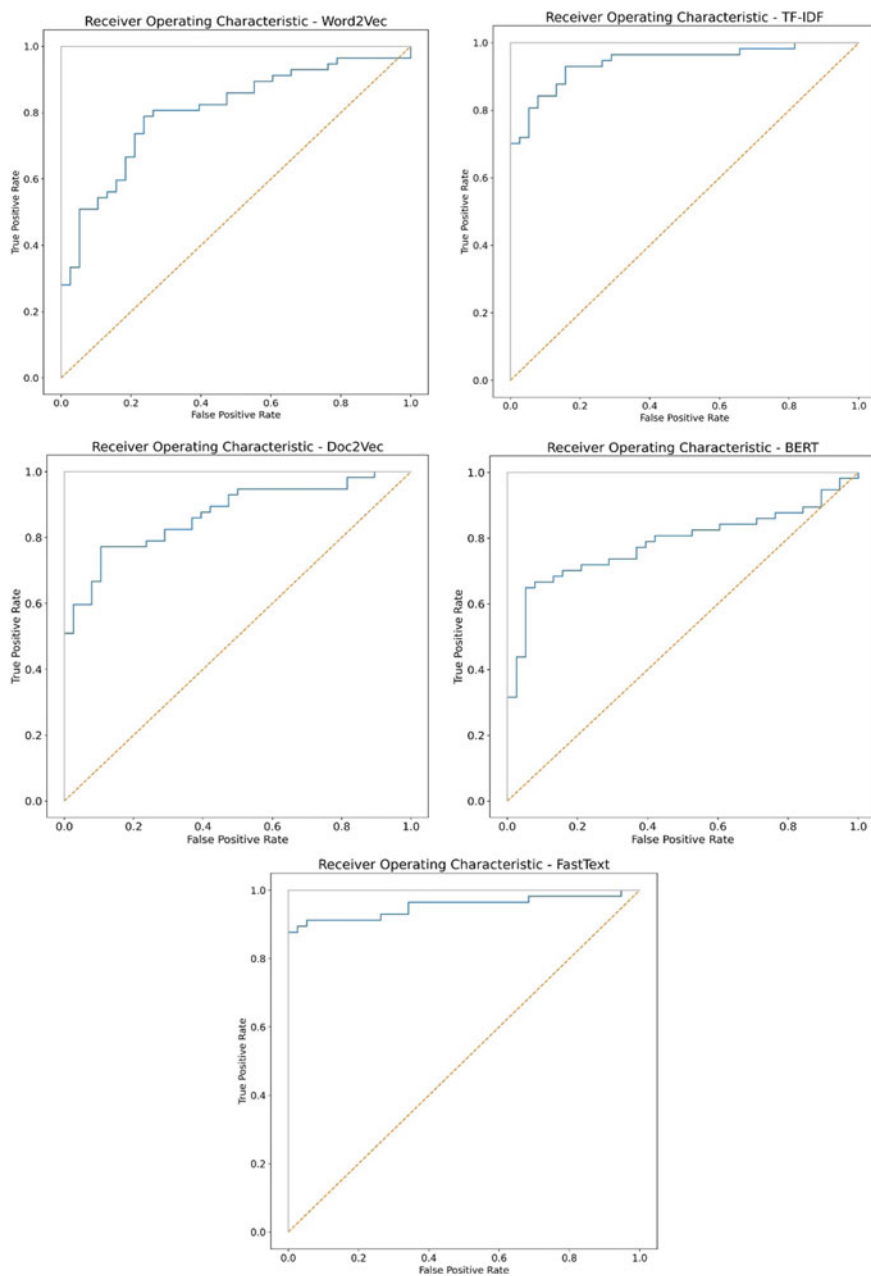 Receiver Operating Characteristic - Word2Vec
1.0
0.8
0.6
0.4
0.2
0.0
True Positive Rate
0.0 0.2 0.4 0.6 0.8 1.0
False Positive Rate
Receiver Operating Characteristic - TF-IDF
1.0
0.8
0.6
0.4
0.2
0.0
True Positive Rate
0.0 0.2 0.4 0.6 0.8 1.0
False Positive Rate
Receiver Operating Characteristic - Doc2Vec
1.0
0.8
0.6
0.4
0.2
0.0
True Positive Rate
0.0 0.2 0.4 0.6 0.8 1.0
False Positive Rate
Receiver Operating Characteristic - BERT
1.0
0.8
0.6
0.4
0.2
0.0
True Positive Rate
0.0 0.2 0.4 0.6 0.8 1.0
False Positive Rate
Receiver Operating Characteristic - FastText
1.0
0.8
0.6
0.4
0.2
0.0
True Positive Rate
0.0 0.2 0.4 0.6 0.8 1.0
False Positive Rate